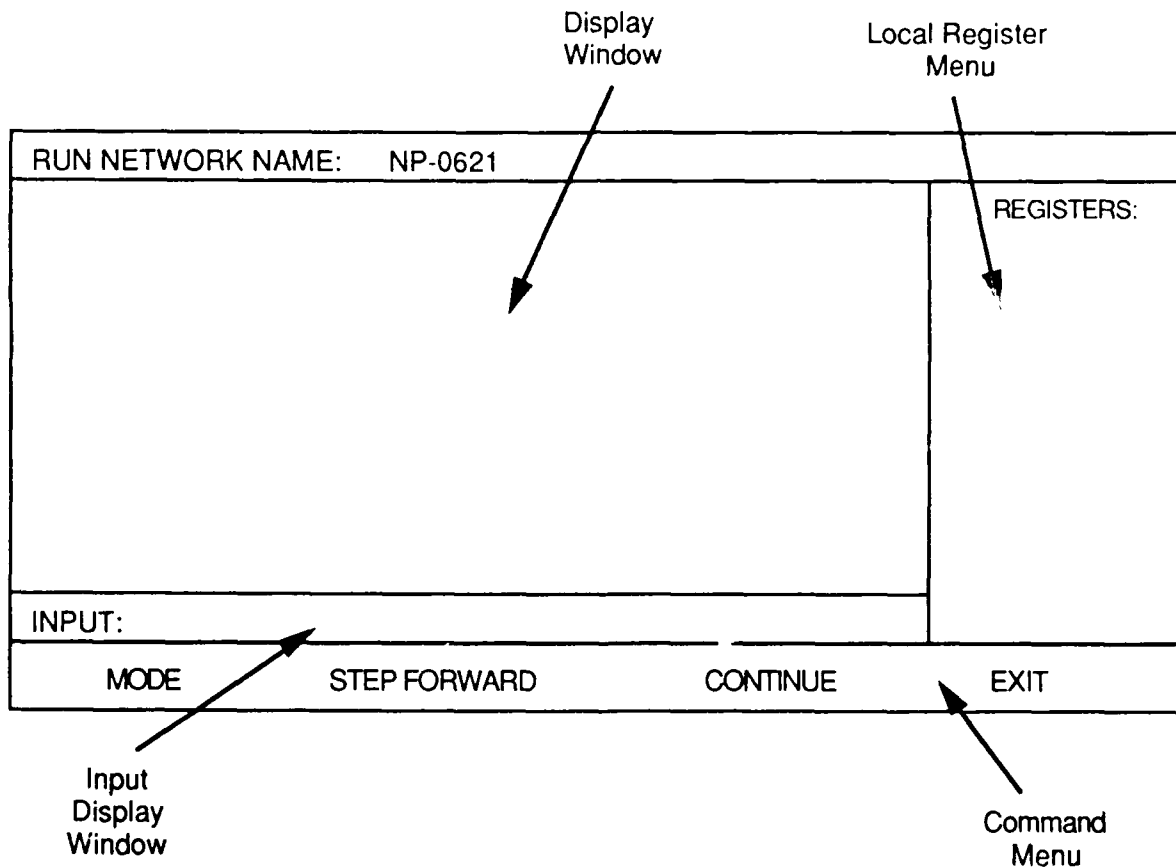 Display
Window
Local Register
Menu
RUN NETWORK NAME: NP-0621
REGISTERS:
INPUT:
MODE STEP FORWARD CONTINUE EXIT
Input
Display
Window
Command
Menu